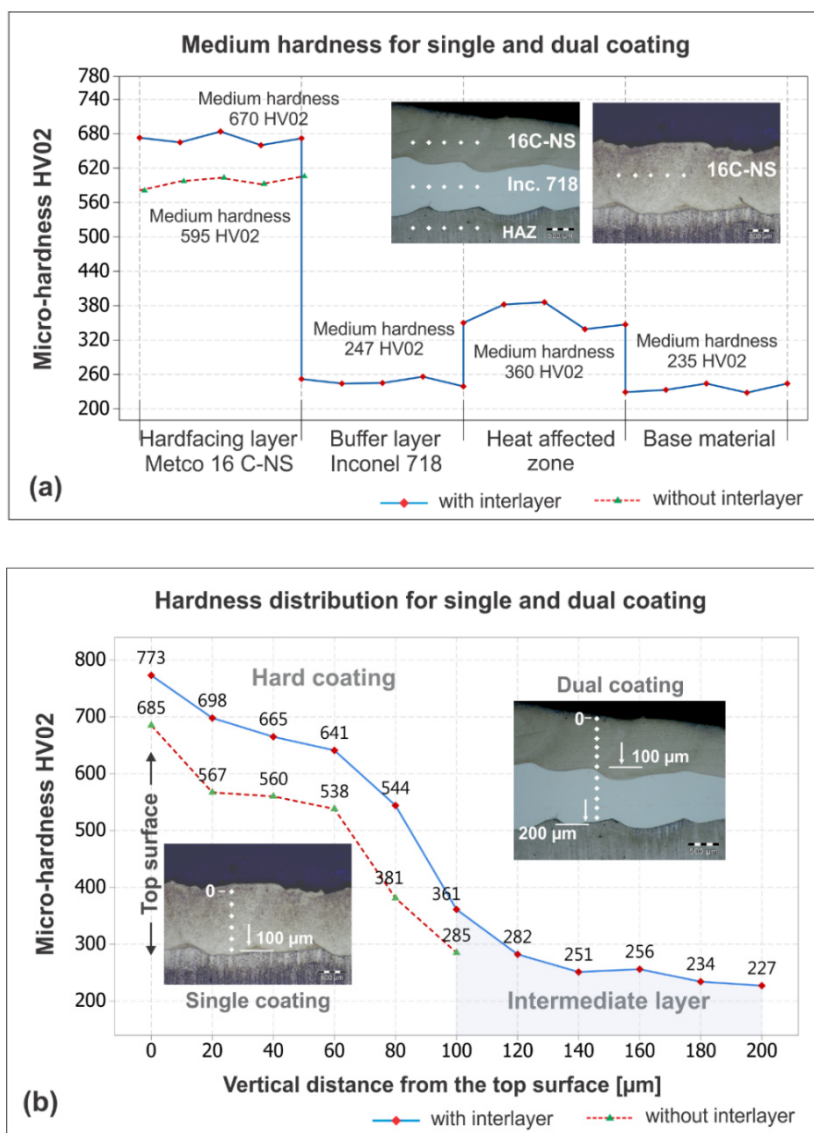 Medium hardness for single and dual coating
Micro-hardness HV02
780
740
680
620
560
500
440
380
320
260
200
Medium hardness
670 HV02
Medium hardness
595 HV02
16C-NS
Inc. 718
HAZ
16C-NS
Medium hardness
247 HV02
Medium hardness
360 HV02
Medium hardness
235 HV02
Hardfacing layer
Metco 16 C-NS
Buffer layer
Inconel 718
Heat affected
zone
Base material
(a)
with interlayer
without interlayer
Hardness distribution for single and dual coating
Micro-hardness HV02
800
700
600
500
400
300
200
773
698
665
641
544
361
282
251
256
234
227
685
567
560
538
381
285
Hard coating
Dual coating
0
100 µm
200 µm
Top surface
0
100 µm
Single coating
Intermediate layer
0
20
40
60
80
100
120
140
160
180
200
Vertical distance from the top surface [µm]
(b)
with interlayer
without interlayer